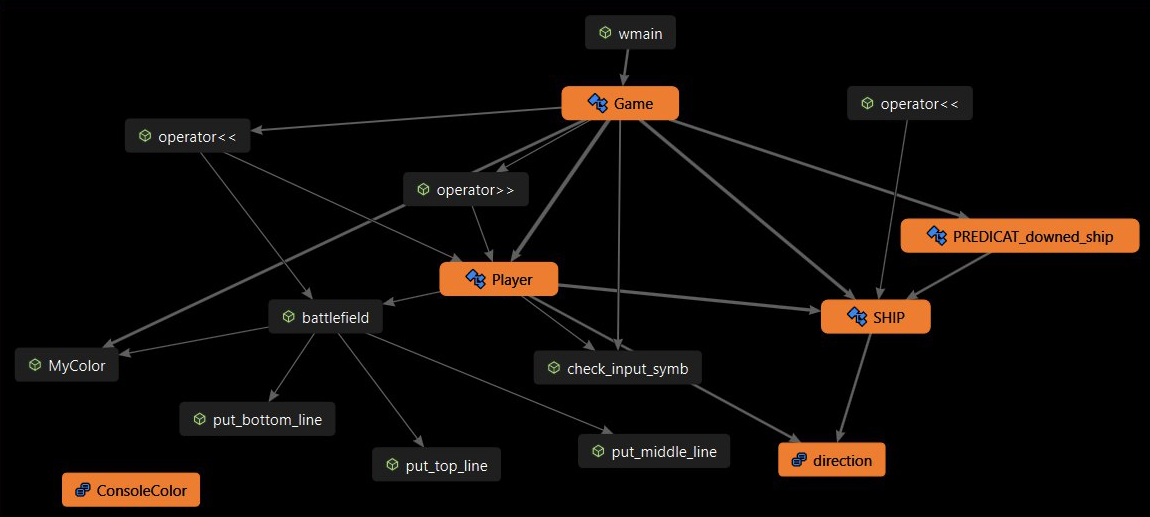 wmain
Game
operator<<
operator<<
operator>>
PREDICAT_downed_ship
Player
battlefield
SHIP
MyColor
check_input_symb
put_bottom_line
put_middle_line
direction
put_top_line
ConsoleColor